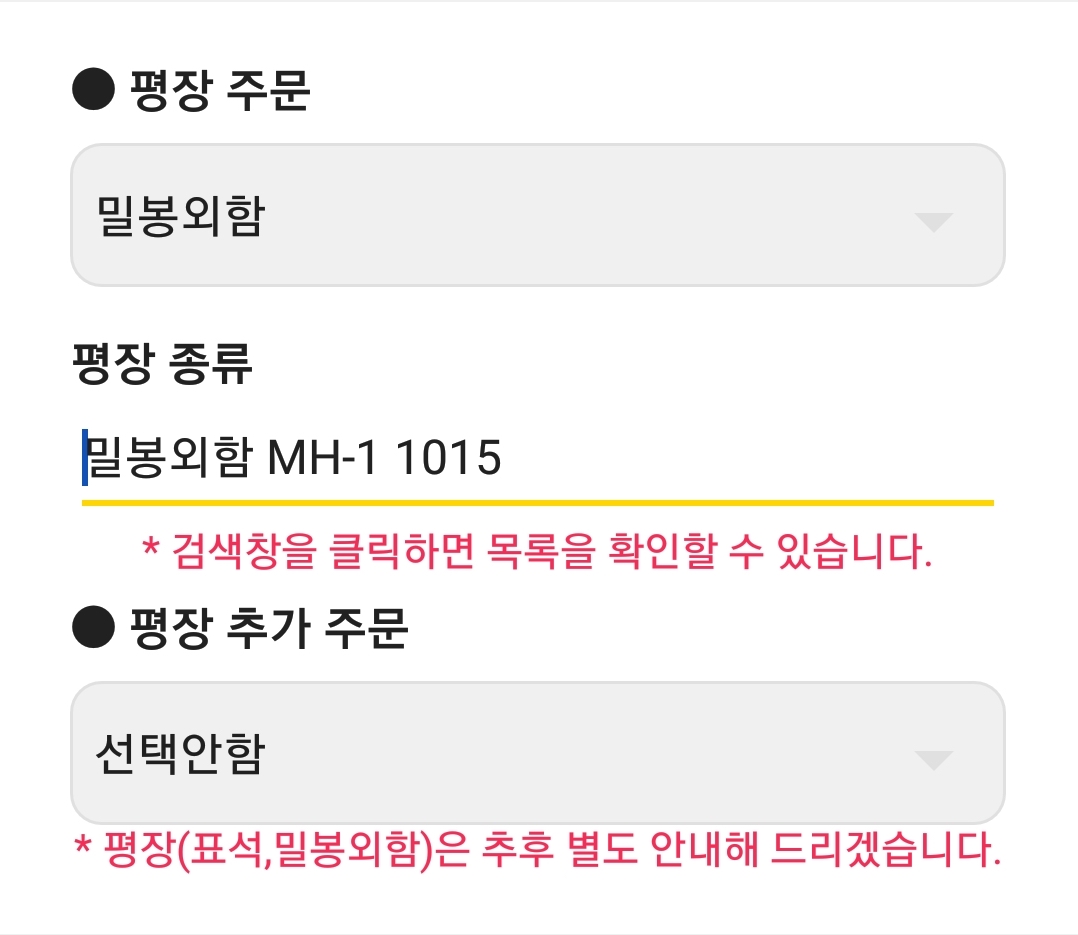 ● 평장 주문
밀봉외함
평장 종류
밀봉외함 MH-1 1015
* 검색창을 클릭하면 목록을 확인할 수 있습니다.
● 평장 추가 주문
선택안함
* 평장(표석,밀봉외함)은 추후 별도 안내해 드리겠습니다.